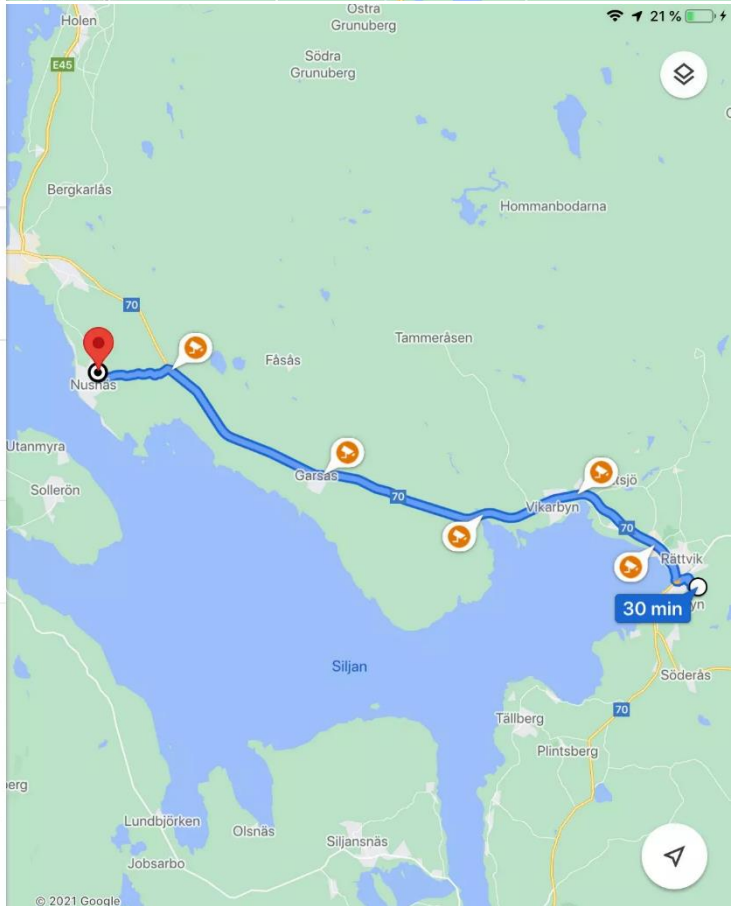 Östra
Grunuberg
Holen
21 %
E45
Södra
Grunuberg
Bergkarlås
Hommanbodarna
70
Tammeråsen
Fåsås
Nusnäs
Utanmyra
Garsås
Sollerön
70
Vikarbyn
70
Rättvik
30 min
Siljan
Söderås
70
Tällberg
Plintsberg
Lundbjörken
Olsnäs
Siljansnäs
Jobsarbo
© 2021 Google